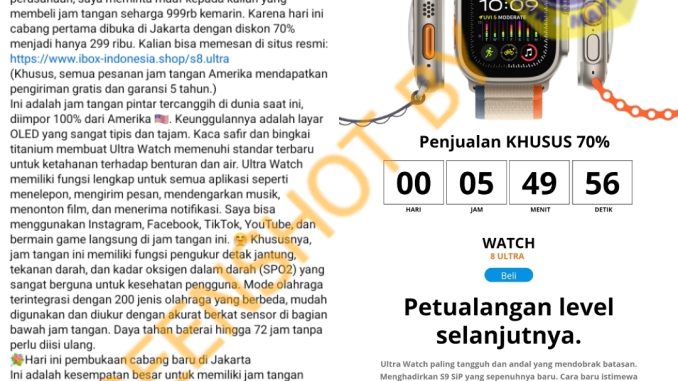 perusahaan, saya meminta maaf kepada kalian yang
membeli jam tangan seharga 999rb kemarin. Karena hari ini
cabang pertama dibuka di Jakarta dengan diskon 70%
menjadi hanya 299 ribu. Kalian bisa memesan di situs resmi:
https://www.ibox-indonesia.shop/s8.ultra
(Khusus, semua pesanan jam tangan Amerika mendapatkan
pengiriman gratis dan garansi 5 tahun.)
Ini adalah jam tangan pintar tercanggih di dunia saat ini,
diimpor 100% dari Amerika 🇺🇸. Keunggulannya adalah layar
OLED yang sangat tipis dan tajam. Kaca safir dan bingkai
titanium membuat Ultra Watch memenuhi standar terbaru
untuk ketahanan terhadap benturan dan air. Ultra Watch
memiliki fungsi lengkap untuk semua aplikasi seperti
menelepon, mengirim pesan, mendengarkan musik,
menonton film, dan menerima notifikasi. Saya bisa
menggunakan Instagram, Facebook, TikTok, YouTube, dan
bermain game langsung di jam tangan ini. Khususnya,
jam tangan ini memiliki fungsi pengukur detak jantung,
tekanan darah, dan kadar oksigen dalam darah (SPO2) yang
sangat berguna untuk kesehatan pengguna. Mode olahraga
terintegrasi dengan 200 jenis olahraga yang berbeda, mudah
digunakan dan diukur dengan akurat berkat sensor di bagian
bawah jam tangan. Daya tahan baterai hingga 72 jam tanpa
perlu diisi ulang.
Hari ini pembukaan cabang baru di Jakarta
Ini adalah kesempatan besar untuk memiliki jam tangan
LIVE & MODERATE
Penjualan KHUSUS 70%
00 05 49 56
HARI JAM MENIT DETIK
WATCH
8 ULTRA
Beli
Petualangan level
selanjutnya.
Ultra Watch paling tangguh dan andal yang mendobrak batasan.
Menghadirkan S9 SiP yang sepenuhnya baru. Cara baru istimewa
EENSHOT BY